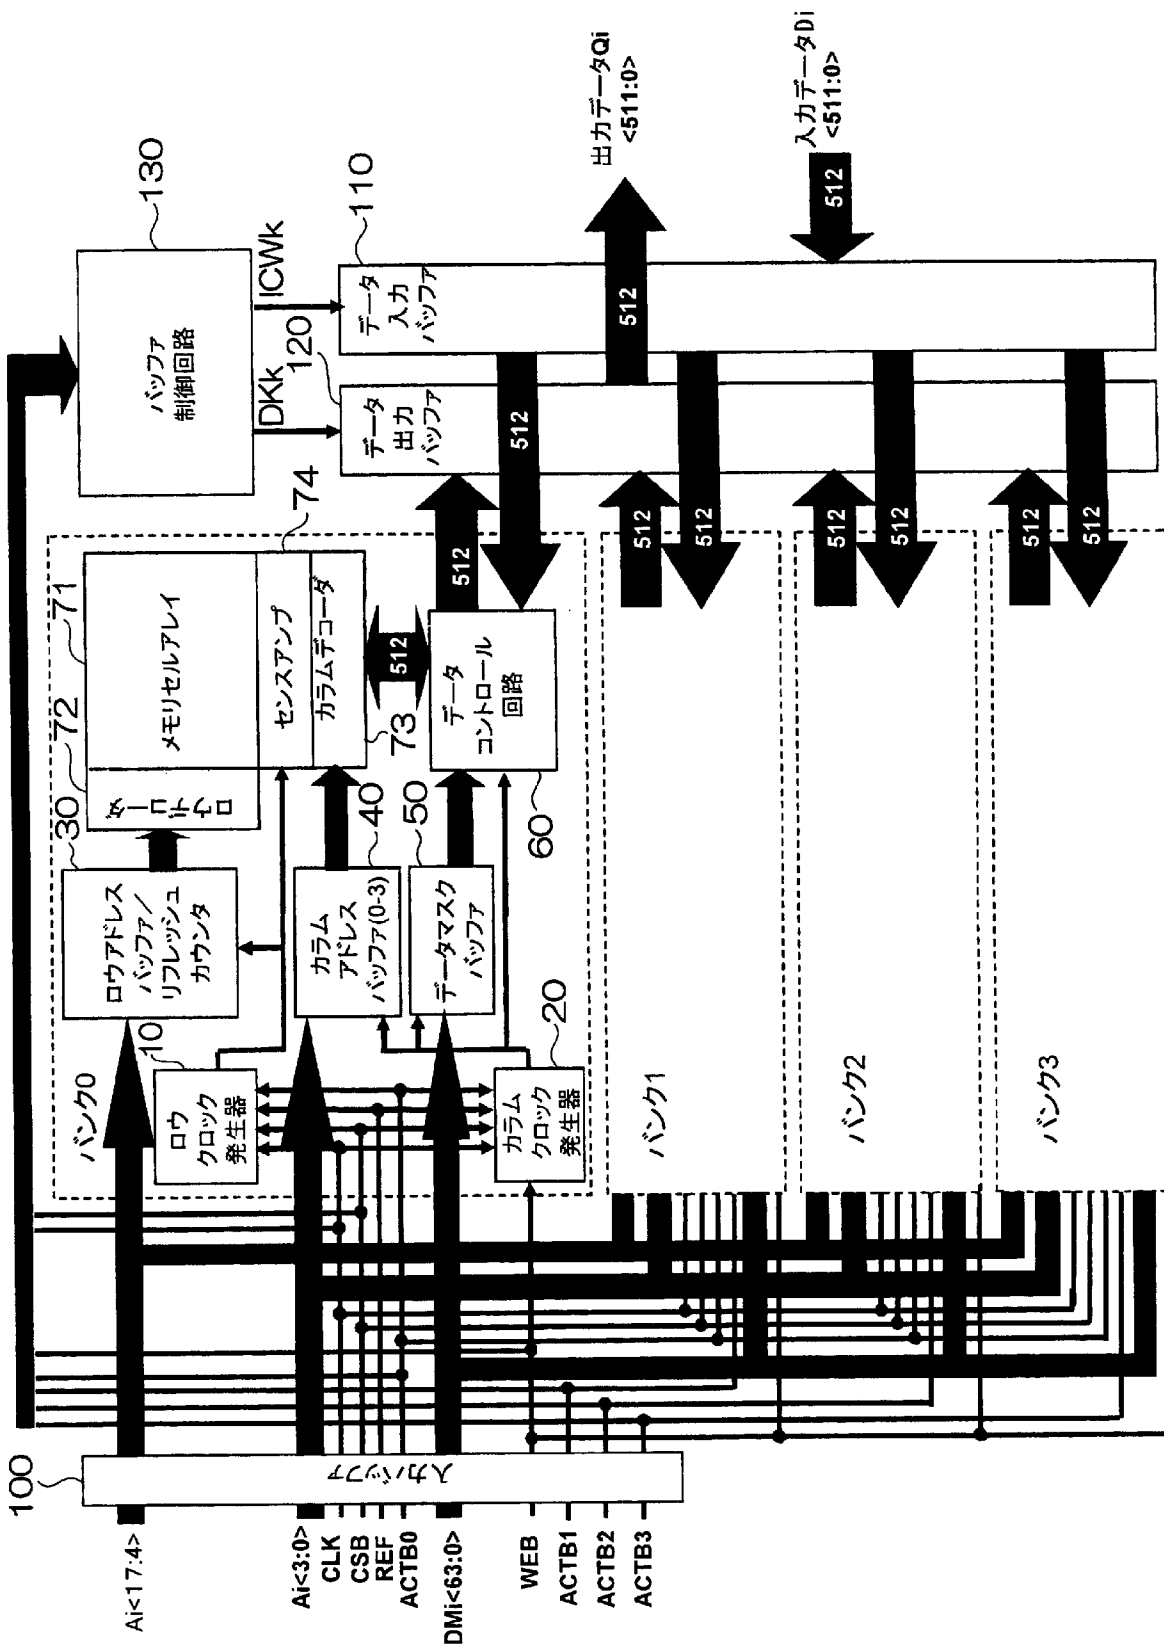 100
入力バッファ
Ai<17:4>
Ai<3:0>
CLK
CSB
REF
ACTB0
DMi<63:0>
WEB
ACTB1
ACTB2
ACTB3
バンク0
10
ロウ
クロック
発生器
30
ロウアドレス
バッファ/
リフレッシュ
カウンタ
72
ロウ
デコーダ
71
メモリセルアレイ
センスアンプ
74
カラムデコーダ
73
40
カラム
アドレス
バッファ(0-3)
50
データマスク
バッファ
20
カラム
クロック
発生器
60
データ
コントロール
回路
512
512
512
130
バッファ
制御回路
DKk
ICWk
120
データ
出力
バッファ
110
データ
入力
バッファ
512
出力データQi
<511:0>
512
入力データDi
<511:0>
バンク1
512
512
バンク2
512
512
バンク3
512
512